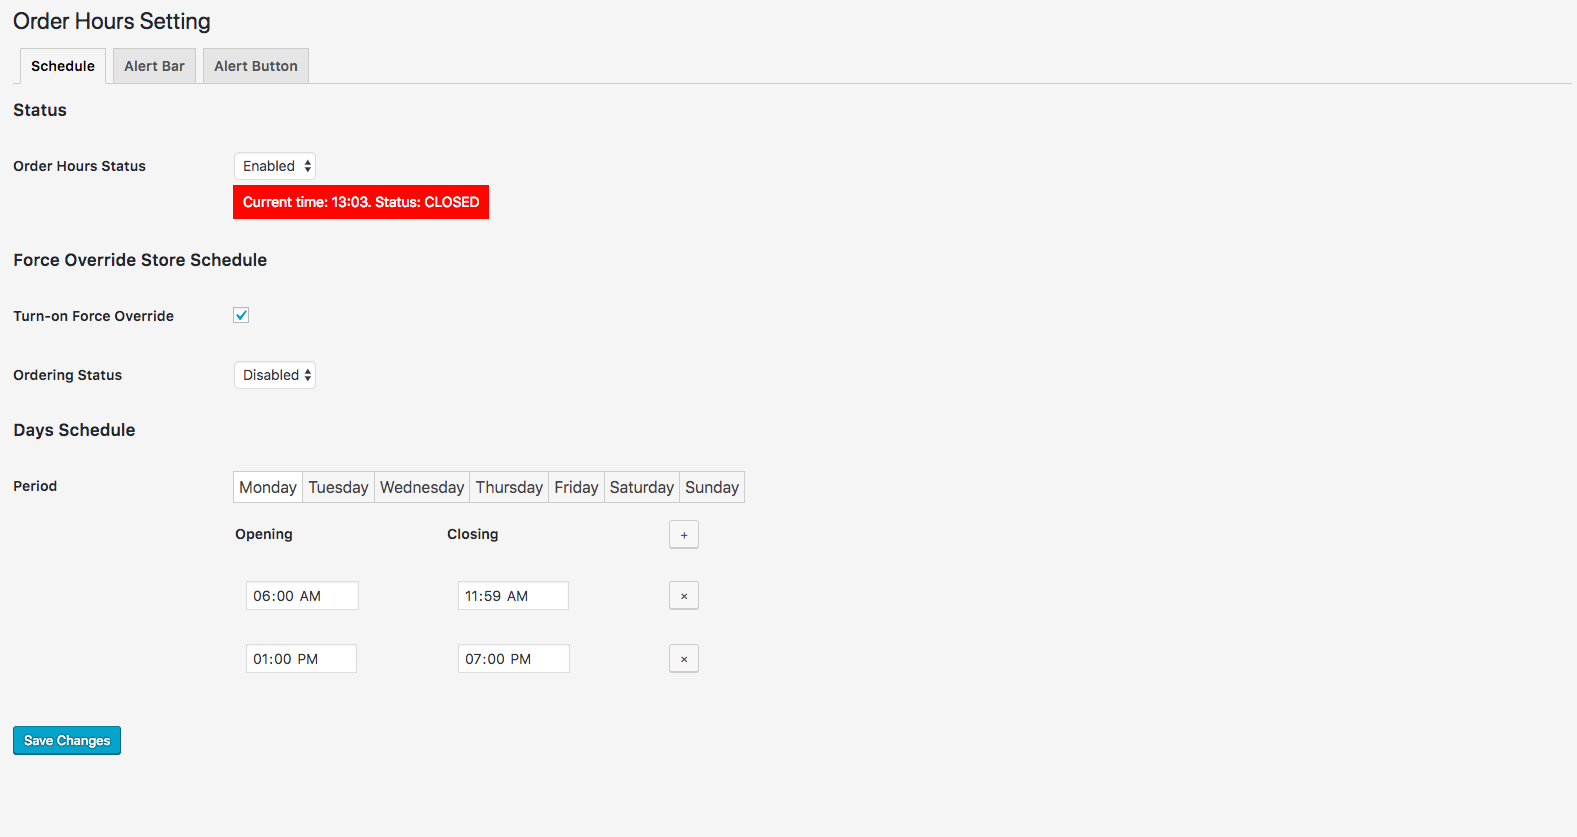 Order Hours Setting
Schedule Alert Bar Alert Button
Status
Order Hours Status Enabled
Current time: 13:03. Status: CLOSED
Force Override Store Schedule
Turn-on Force Override
Ordering Status Disabled
Days Schedule
Period Monday Tuesday Wednesday Thursday Friday Saturday Sunday
Opening Closing +
06:00 AM 11:59 AM ×
01:00 PM 07:00 PM ×
Save Changes